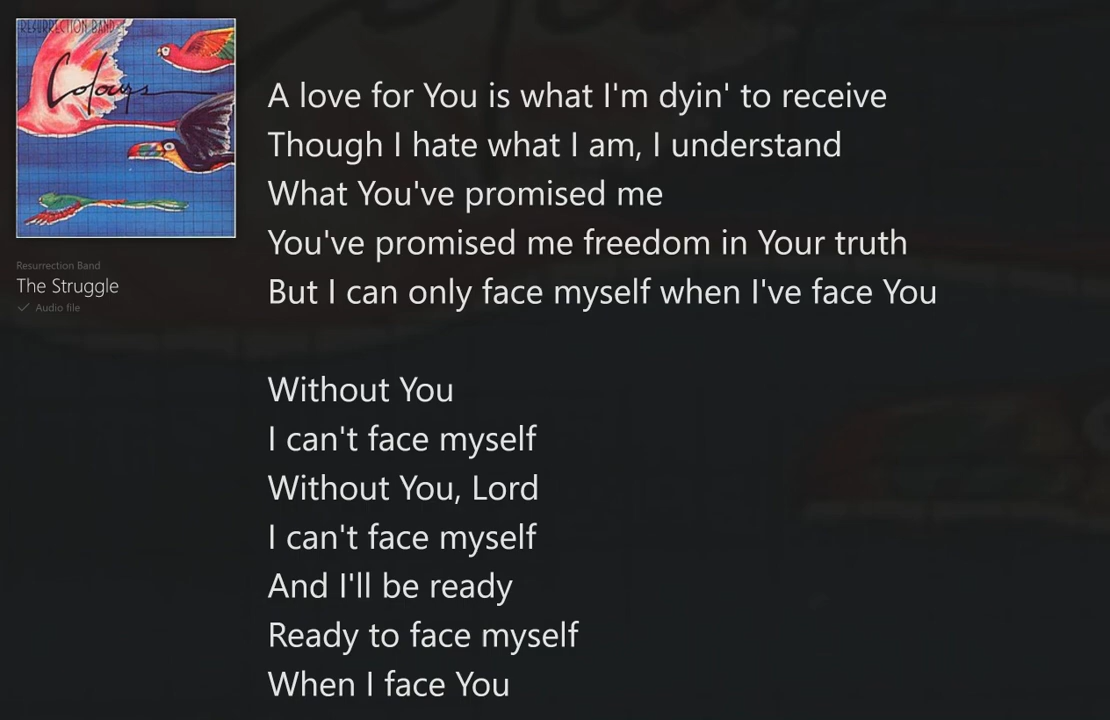 RESURRECTION BAND
Colours
Resurrection Band
The Struggle
Audio file
A love for You is what I'm dyin' to receive
Though I hate what I am, I understand
What You've promised me
You've promised me freedom in Your truth
But I can only face myself when I've face You
Without You
I can't face myself
Without You, Lord
I can't face myself
And I'll be ready
Ready to face myself
When I face You